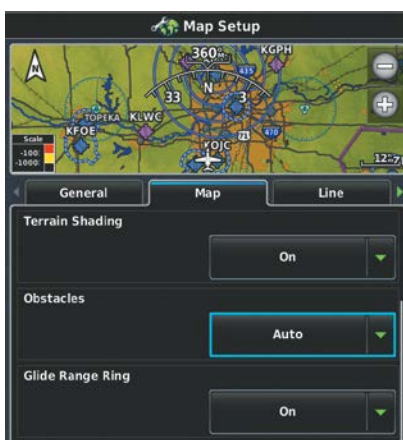 Map Setup
360°M
KGPH
435
N
33
3
TOPEKA
KLWC
KFOE
Scale
-100:
-1000:
71
470
KOJC
General
Map
Line
Terrain Shading
On
Obstacles
Auto
Glide Range Ring
On